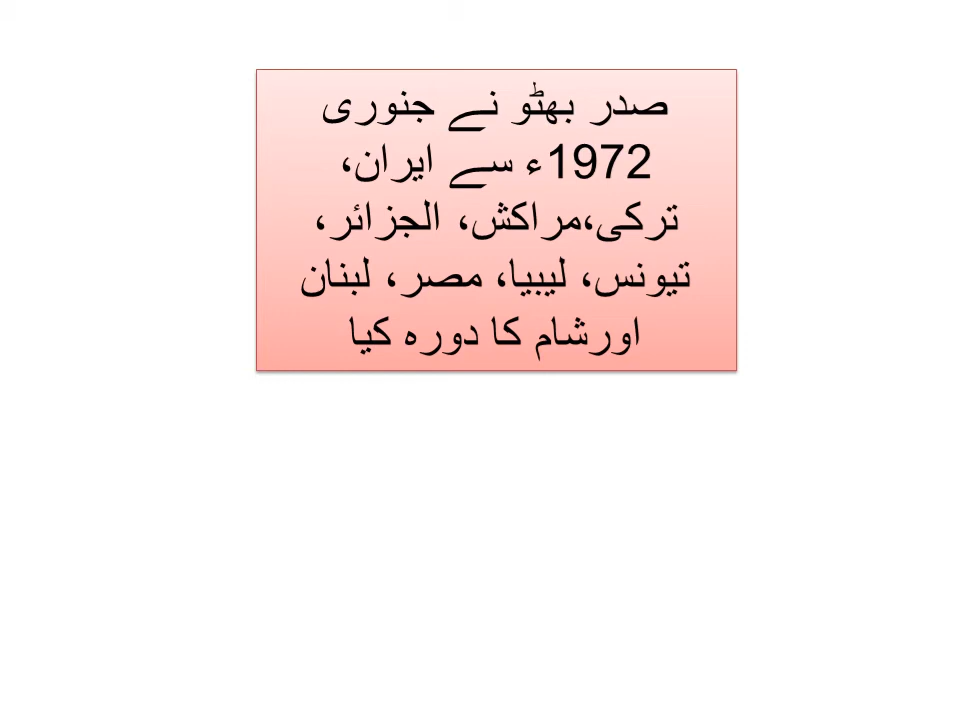 صدر بھٹو نے جنوری
1972ء سے ایران،
ترکی،مراکش، الجزائر،
تیونس، لیبیا، مصر، لبنان
اورشام کا دورہ کیا